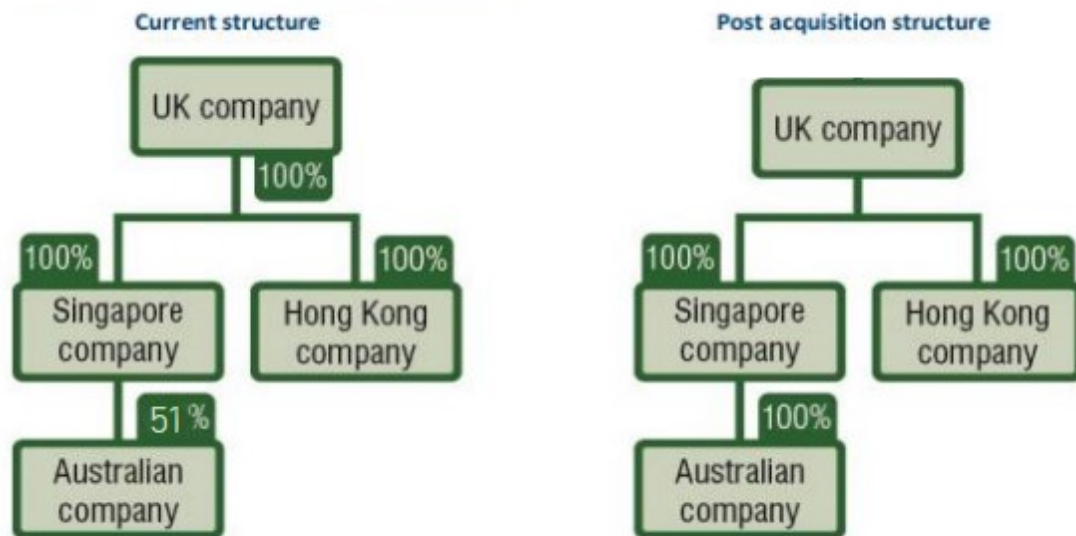 Current structure
UK company
100%
100%
100%
Singapore
company
Hong Kong
company
51%
Australian
company
Post acquisition structure
UK company
100%
100%
Singapore
company
Hong Kong
company
100%
Australian
company